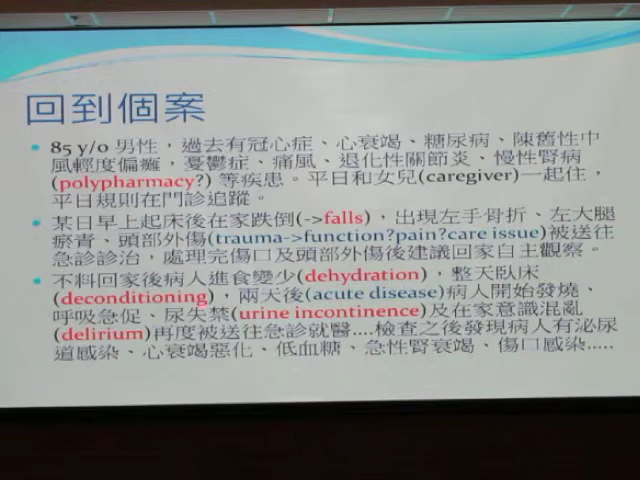 回到個案
• 85 y/o 男性，過去有冠心症、心衰竭、糖尿病、陳舊性中
風輕度偏癱，憂鬱症、痛風、退化性關節炎、慢性腎病
(polypharmacy?) 等疾患。平日和女兒(caregiver)一起住，
平日規則在門診追蹤。
• 某日早上起床後在家跌倒(->falls)，出現左手骨折、左大腿
瘀青、頭部外傷(trauma->function?pain?care issue)被送往
急診診治，處理完傷口及頭部外傷後建議回家自主觀察。
• 不料回家後病人進食變少(dehydration)，整天臥床
(deconditioning)，兩天後(acute disease)病人開始發燒、
呼吸急促、尿失禁(urine incontinence)及在家意識混亂
(delirium)再度被送往急診就醫....檢查之後發現病人有泌尿
道感染、心衰竭惡化、低血糖、急性腎衰竭、傷口感染.....